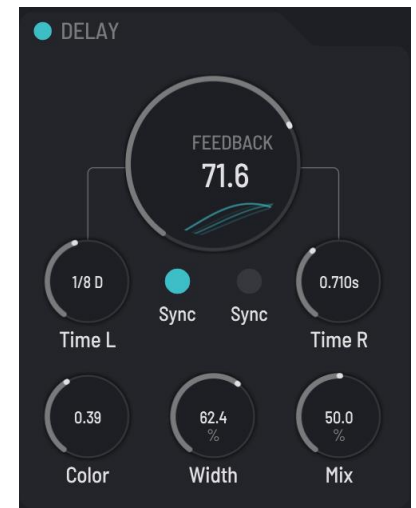 DELAY
FEEDBACK
71.6
1/8 D
0.710s
Sync
Sync
Time L
Time R
0.39
62.4
%
50.0
%
Color
Width
Mix